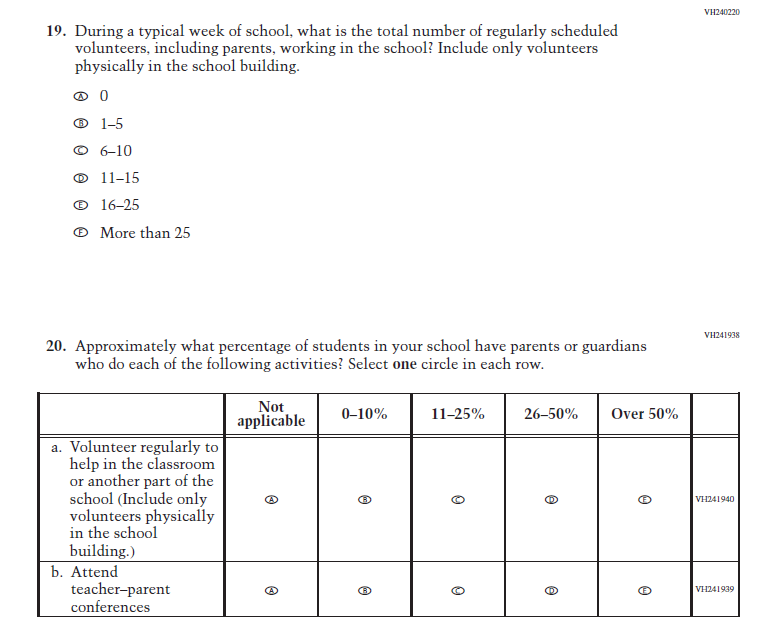 VH240220
19. During a typical week of school, what is the total number of regularly scheduled
volunteers, including parents, working in the school? Include only volunteers
physically in the school building.
Ⓐ 0
Ⓑ 1–5
Ⓒ 6–10
Ⓓ 11–15
Ⓔ 16–25
Ⓕ More than 25
VH241938
20. Approximately what percentage of students in your school have parents or guardians
who do each of the following activities? Select one circle in each row.
Not
applicable
0–10%
11–25%
26–50%
Over 50%
a. Volunteer regularly to
help in the classroom
or another part of the
school (Include only
volunteers physically
in the school
building.)
Ⓐ Ⓑ Ⓒ Ⓓ Ⓔ VH241940
b. Attend
teacher–parent
conferences
Ⓐ Ⓑ Ⓒ Ⓓ Ⓔ VH241939